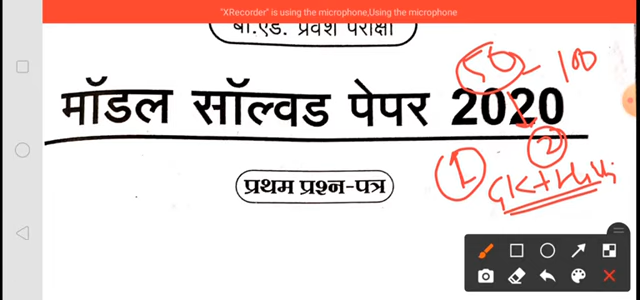 "XRecorder" is using the microphone,Using the microphone
बी.एड. प्रवेश परीक्षा
50 - 100
मॉडल सॉल्वड पेपर 2020
2
1
प्रथम प्रश्न-पत्र
GK+